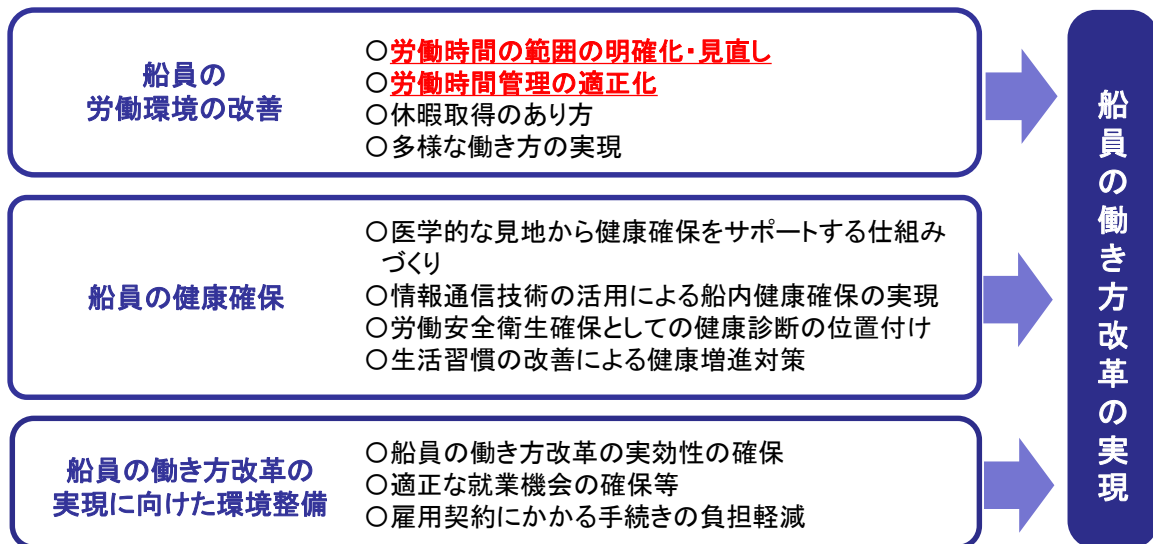 船員の
労働環境の改善
○労働時間の範囲の明確化・見直し
○労働時間管理の適正化
○休暇取得のあり方
○多様な働き方の実現
船員の健康確保
○医学的な見地から健康確保をサポートする仕組み
づくり
○情報通信技術の活用による船内健康確保の実現
○労働安全衛生確保としての健康診断の位置付け
○生活習慣の改善による健康増進対策
船員の働き方改革の
実現に向けた環境整備
○船員の働き方改革の実効性の確保
○適正な就業機会の確保等
○雇用契約にかかる手続きの負担軽減
船員の働き方改革の実現